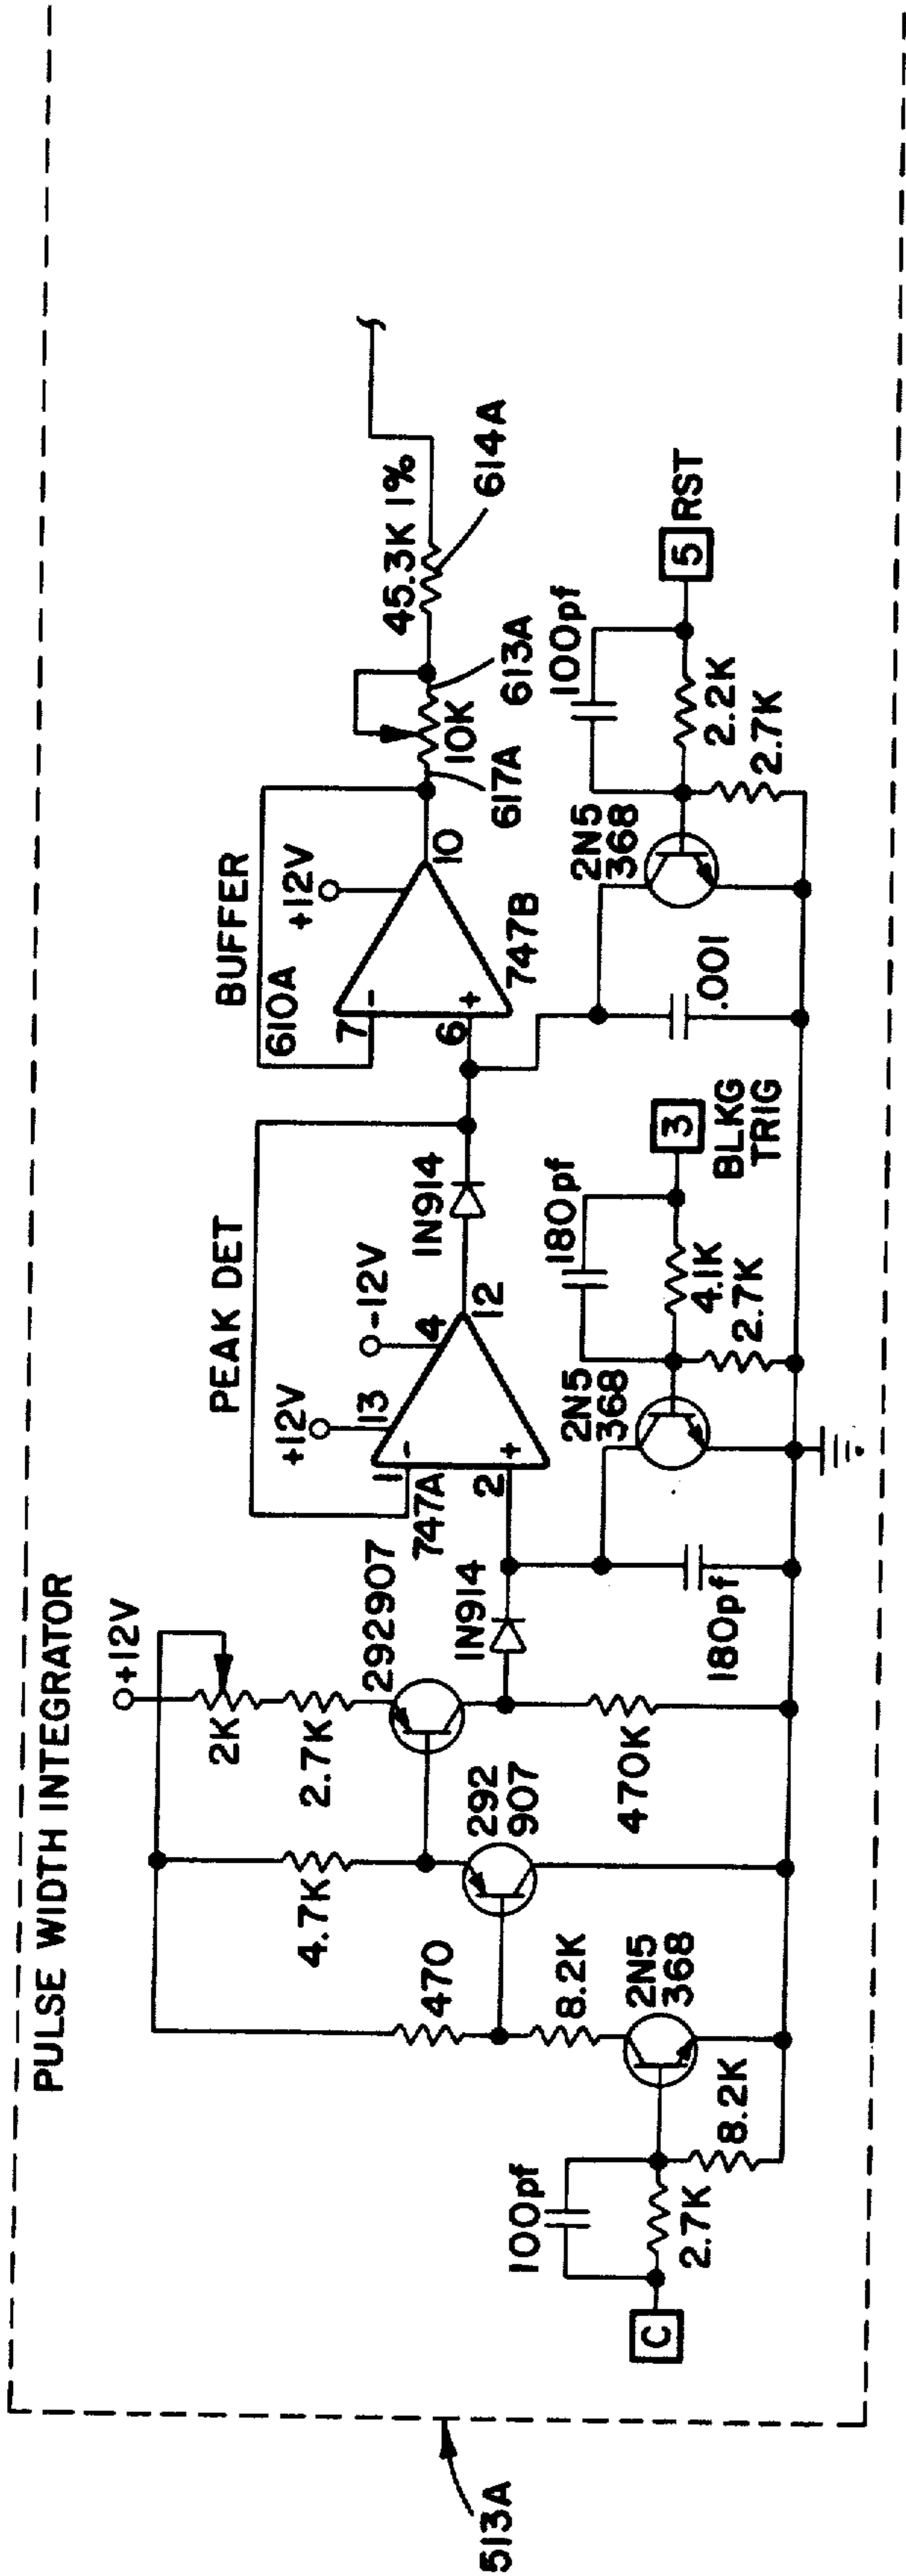 PULSE WIDTH INTEGRATOR
513A
C
100pf
2.7K
8.2K
2N5
368
8.2K
470
4.7K
292
907
+12V
2K
2.7K
292907
470K
1N914
180pf
PEAK DET
+12V
-12V
13
4
1
747A
2
-
+
12
1N914
2N5
368
180pf
4.1K
2.7K
3
BLKG
TRIG
BUFFER
610A
+12V
7
6
-
+
10
747B
617A
10K
613A
45.3K 1%
614A
.001
2N5
368
100pf
2.2K
2.7K
5
RST